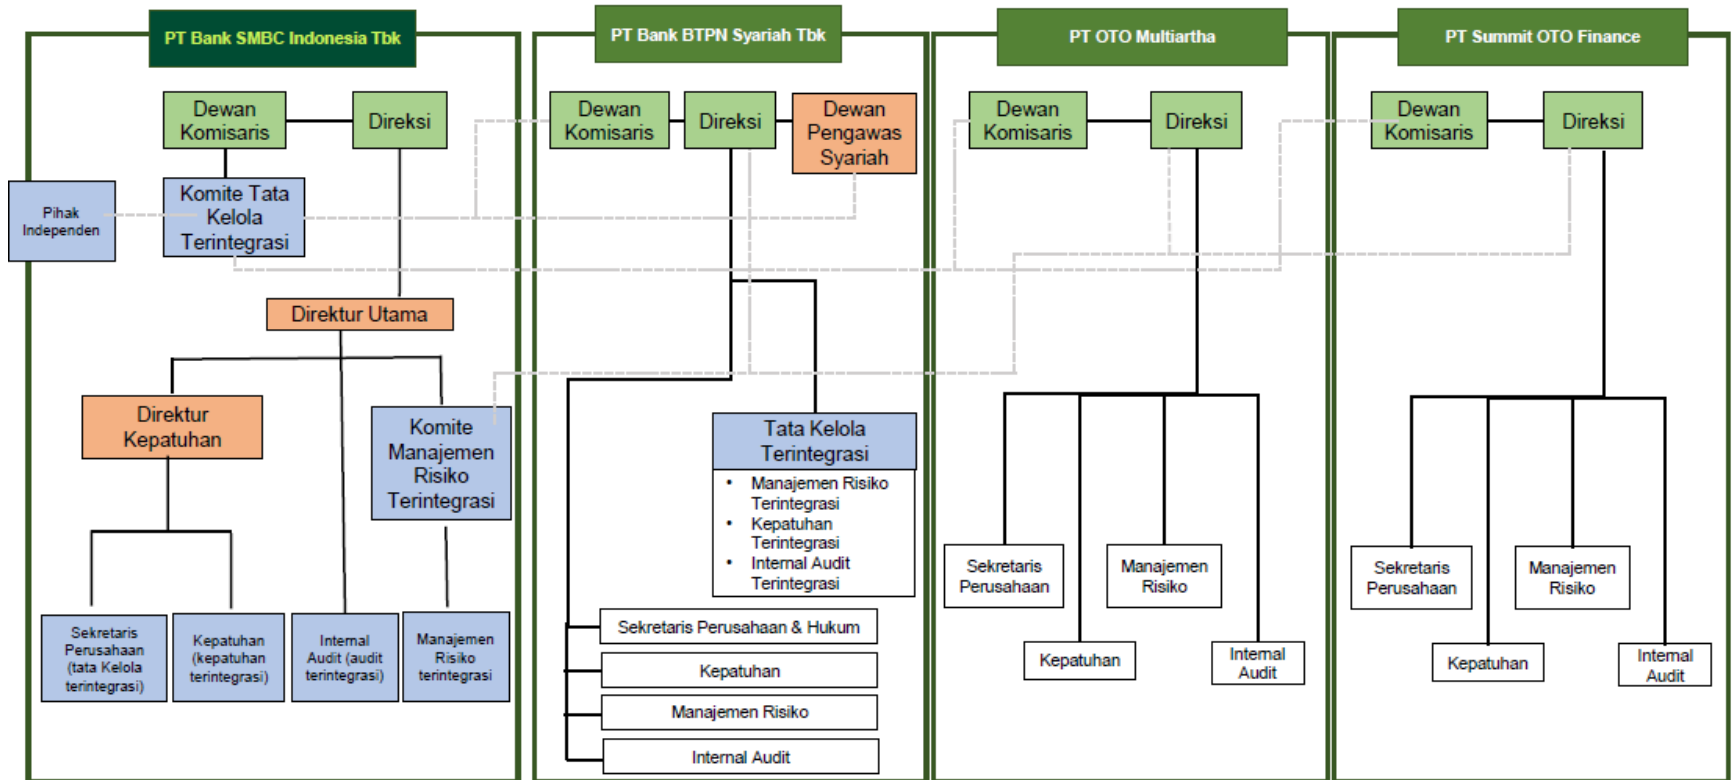 PT Bank SMBC Indonesia Tbk
Dewan
Komisaris
Direksi
Pihak
Independen
Komite Tata
Kelola
Terintegrasi
Direktur Utama
Direktur
Kepatuhan
Komite
Manajemen
Risiko
Terintegrasi
Sekretaris
Perusahaan
(tata Kelola
terintegrasi)
Kepatuhan
(kepatuhan
terintegrasi)
Internal
Audit (audit
terintegrasi)
Manajemen
Risiko
terintegrasi
PT Bank BTPN Syariah Tbk
Dewan
Komisaris
Direksi
Dewan
Pengawas
Syariah
Tata Kelola
Terintegrasi
• Manajemen Risiko
Terintegrasi
• Kepatuhan
Terintegrasi
• Internal Audit
Terintegrasi
Sekretaris Perusahaan & Hukum
Kepatuhan
Manajemen Risiko
Internal Audit
PT OTO Multiartha
Dewan
Komisaris
Direksi
Sekretaris
Perusahaan
Manajemen
Risiko
Kepatuhan
Internal
Audit
PT Summit OTO Finance
Dewan
Komisaris
Direksi
Sekretaris
Perusahaan
Manajemen
Risiko
Kepatuhan
Internal
Audit